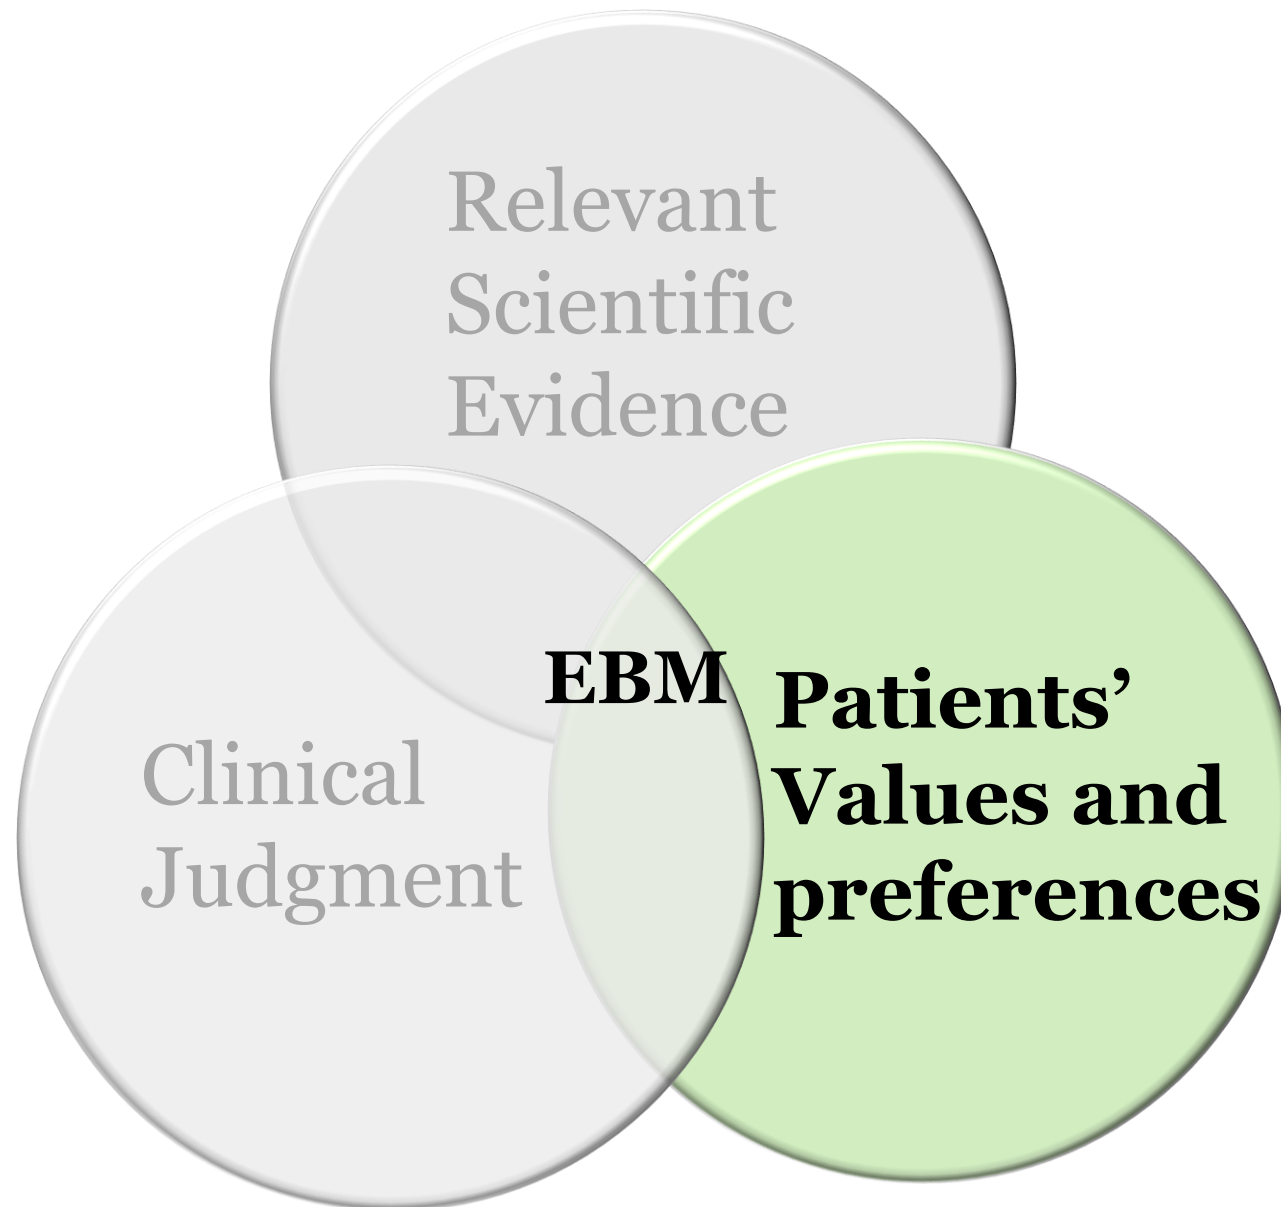 Relevant
Scientific
Evidence
EBM
Patients’
Values and
preferences
Clinical
Judgment